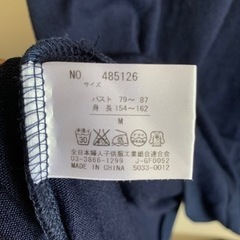 NO. 485126
サイズ
バスト 79〜 87
身長 154〜162
M
全日本婦人子供服工業組合連合会
03-3866-1299 J-GF0052
MADE IN CHINA 5033-0012